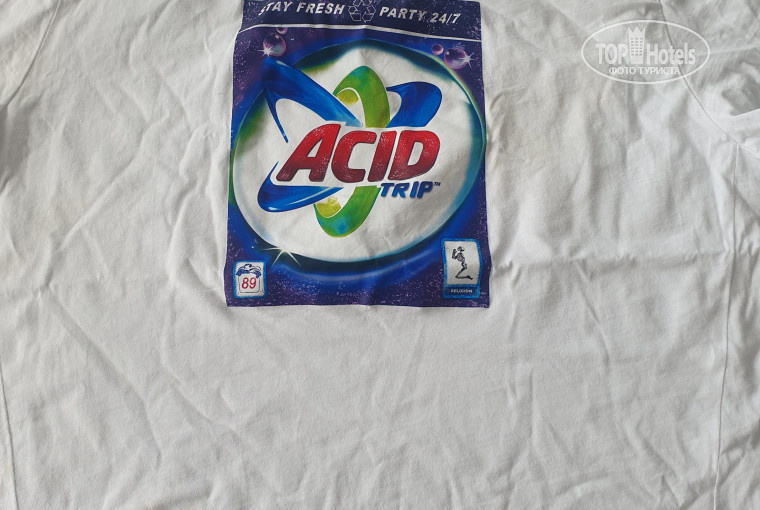 STAY FRESH PARTY 24/7
ACID
TRIP™
89
RELIGION
TOP Hotels
ФОТО ТУРИСТА